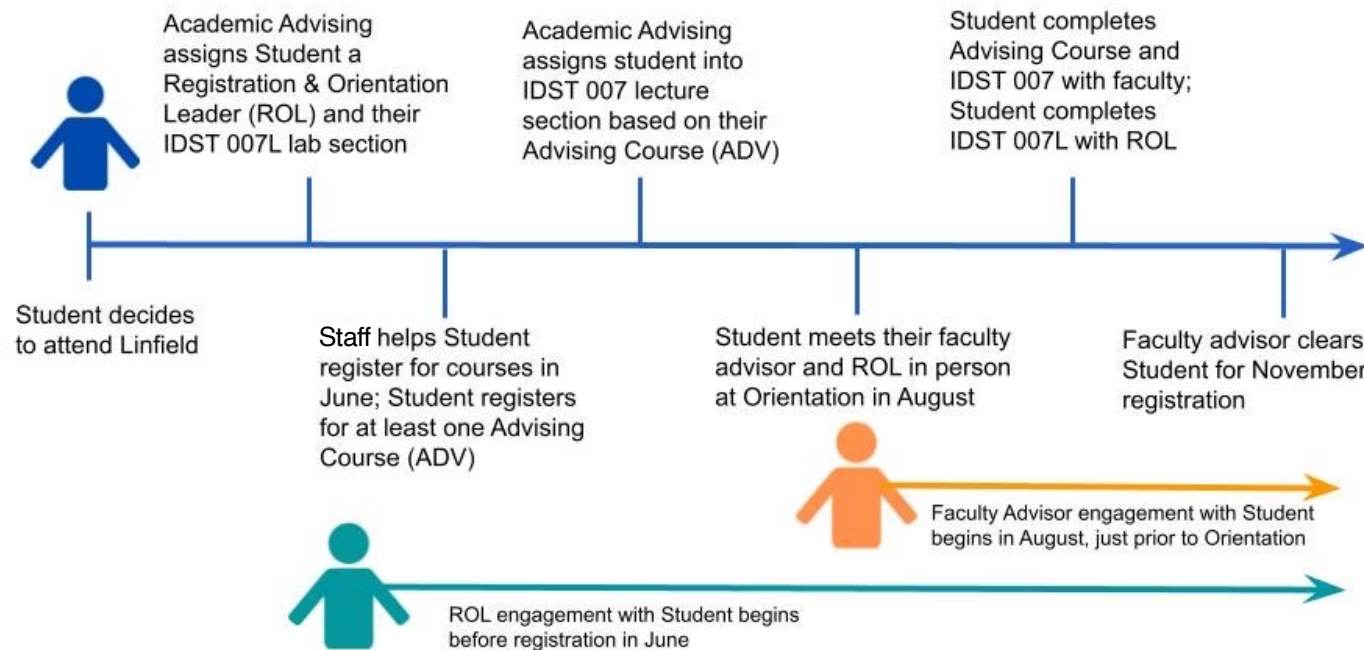 Academic Advising
assigns Student a
Registration & Orientation
Leader (ROL) and their
IDST 007L lab section
Academic Advising
assigns student into
IDST 007 lecture
section based on their
Advising Course (ADV)
Student completes
Advising Course and
IDST 007 with faculty;
Student completes
IDST 007L with ROL
Student decides
to attend Linfield
Staff helps Student
register for courses in
June; Student registers
for at least one Advising
Course (ADV)
Student meets their faculty
advisor and ROL in person
at Orientation in August
Faculty advisor clears
Student for November
registration
Faculty Advisor engagement with Student
begins in August, just prior to Orientation
ROL engagement with Student begins
before registration in June